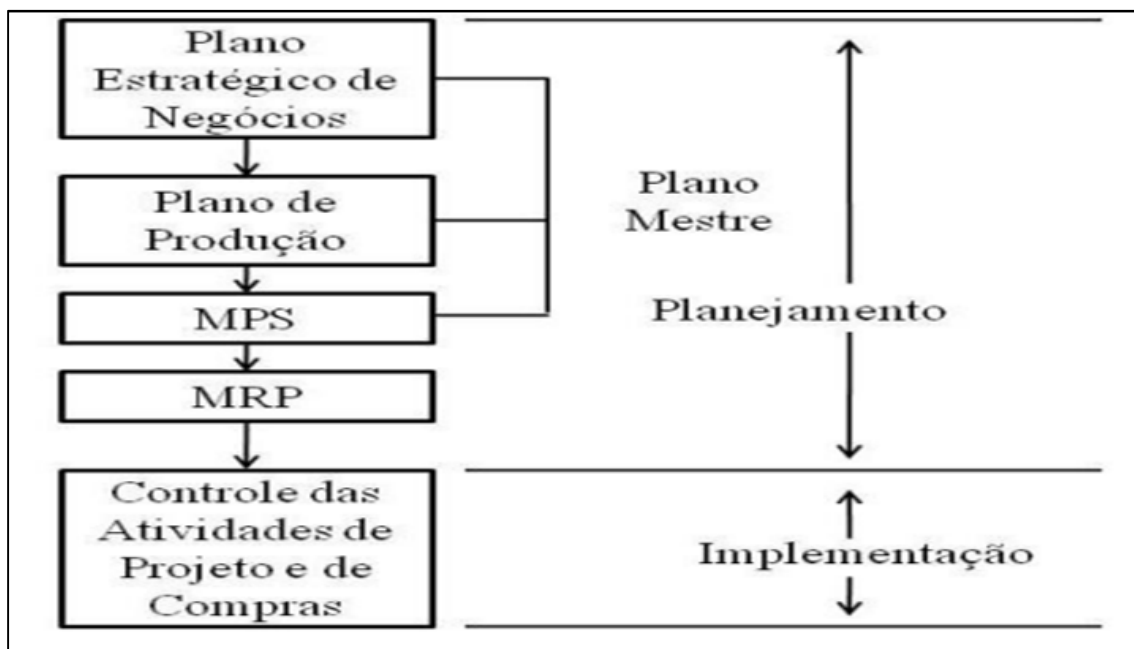 Plano
Estratégico de
Negócios
Plano de
Produção
MPS
MRP
Controle das
Atividades de
Projeto e de
Compras
Plano
Mestre
Planejamento
Implementação